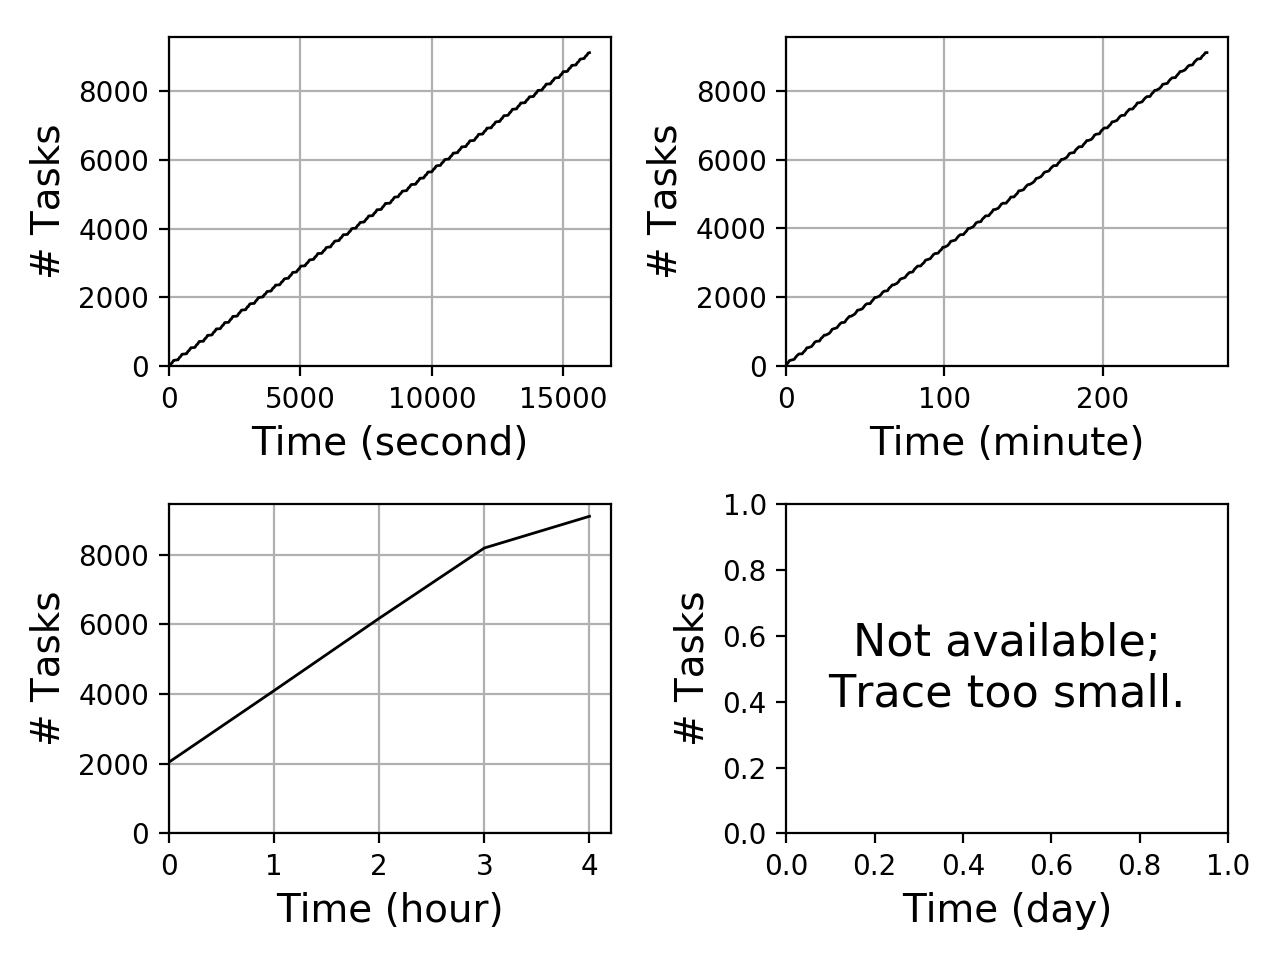 8000
6000
4000
2000
0
# Tasks
0 5000 10000 15000
Time (second)
8000
6000
4000
2000
0
# Tasks
0 100 200
Time (minute)
8000
6000
4000
2000
0
# Tasks
0 1 2 3 4
Time (hour)
1.0
0.8
0.6
0.4
0.2
0.0
# Tasks
Not available;
Trace too small.
0.0 0.2 0.4 0.6 0.8 1.0
Time (day)